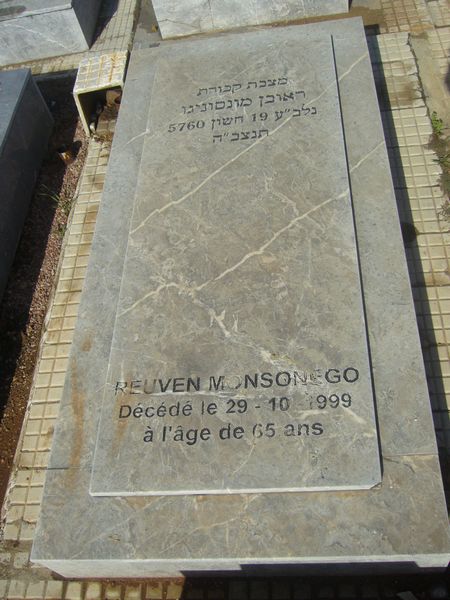 מצבת קבורת
ראובן מונסוניגו
נלב״ע 19 חשון 5760
תנצב״ה
REUVEN MONSONEGO
Décédé le 29 - 10 1999
à l'âge de 65 ans